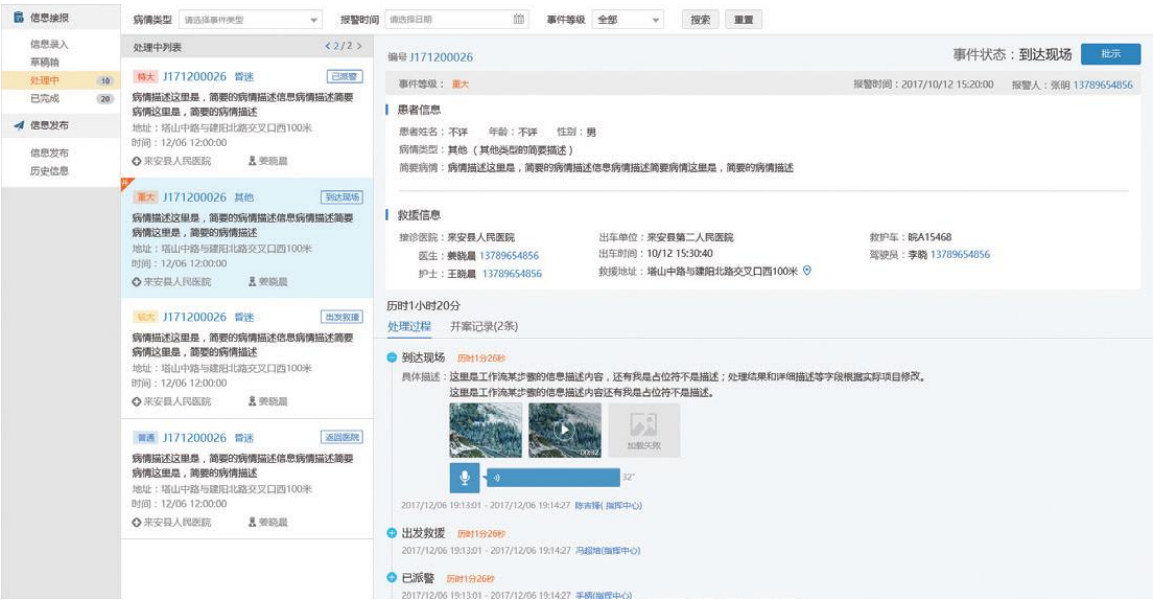 信息接报
病情类型 请选择事件类型 报警时间 请选择日期 事件等级 全部 搜索 重置
信息录入
草稿箱
处理中 10
已完成 20
信息发布
信息发布
历史信息
处理中列表 <2/2>
特大 J171200026 昏迷 已派警
病情描述这里是，简要的病情描述信息病情描述简要
病情这里是，简要的病情描述
地址：塔山中路与建阳北路交叉口西100米
时间：12/06 12:00:00
来安县人民医院 姜晓晨
重大 J171200026 其他 到达现场
病情描述这里是，简要的病情描述信息病情描述简要
病情这里是，简要的病情描述
地址：塔山中路与建阳北路交叉口西100米
时间：12/06 12:00:00
来安县人民医院 姜晓晨
较大 J171200026 昏迷 出发救援
病情描述这里是，简要的病情描述信息病情描述简要
病情这里是，简要的病情描述
地址：塔山中路与建阳北路交叉口西100米
时间：12/06 12:00:00
来安县人民医院 姜晓晨
普通 J171200026 昏迷 返回医院
病情描述这里是，简要的病情描述信息病情描述简要
病情这里是，简要的病情描述
地址：塔山中路与建阳北路交叉口西100米
时间：12/06 12:00:00
来安县人民医院 姜晓晨
编号 J171200026 事件状态：到达现场 批示
事件等级： 重大 报警时间：2017/10/12 15:20:00 报警人：张明 13789654856
患者信息
患者姓名：不详 年龄：不详 性别：男
病情类型：其他（其他类型的简要描述）
简要病情：病情描述这里是，简要的病情描述信息病情描述简要病情这里是，简要的病情描述
救援信息
接诊医院：来安县人民医院 出车单位：来安县第二人民医院 救护车：皖A15468
医生：姜晓晨 13789654856 出车时间：10/12 15:30:40 驾驶员：李晓 13789654856
护士：王晓晨 13789654856 救援地址：塔山中路与建阳北路交叉口西100米
历时1小时20分
处理过程 并案记录(2条)
到达现场 历时1分26秒
具体描述：这里是工作流某步骤的信息描述内容，还有我是占位符不是描述；处理结果和详细描述等字段根据实际项目修改。
这里是工作流某步骤的信息描述内容还有我是占位符不是描述。
加载失败
32"
2017/12/06 19:13:01 - 2017/12/06 19:14:27 陈吉锋(指挥中心)
出发救援 历时1分26秒
2017/12/06 19:13:01 - 2017/12/06 19:14:27 冯超培(指挥中心)
已派警 历时1分26秒
2017/12/06 19:13:01 - 2017/12/06 19:14:27 (指挥中心)